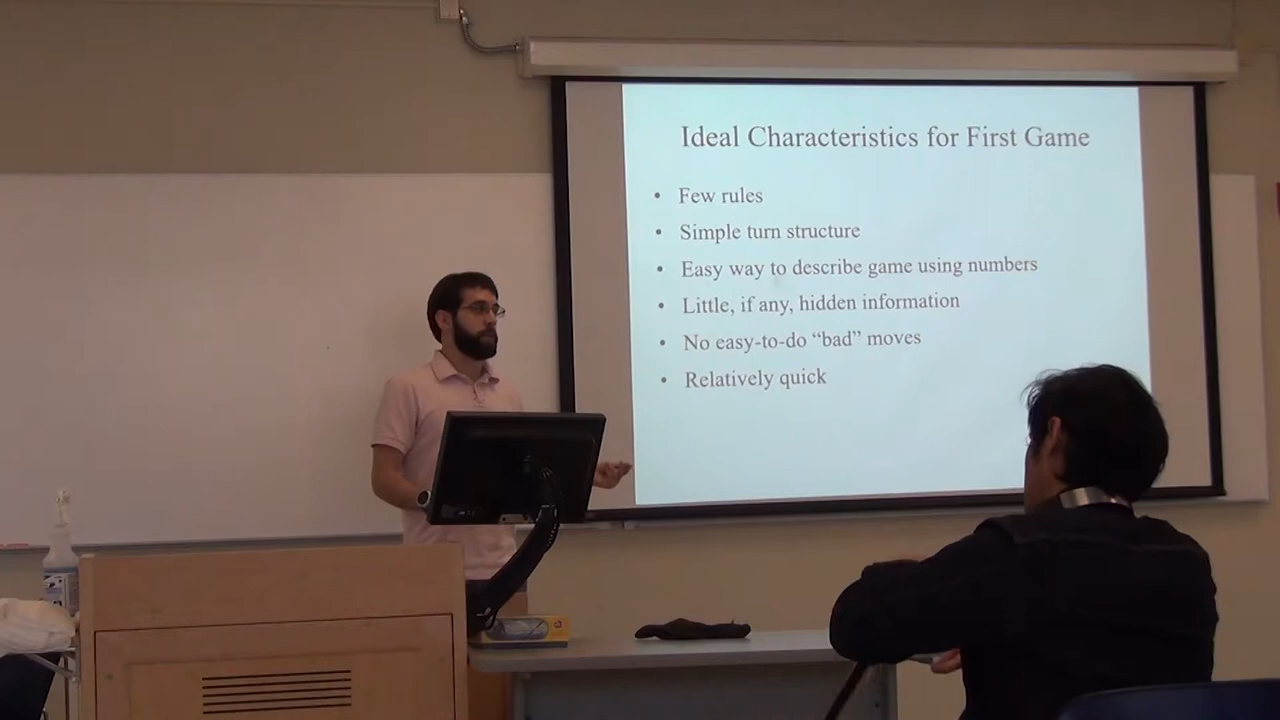 Ideal Characteristics for First Game
• Few rules
• Simple turn structure
• Easy way to describe game using numbers
• Little, if any, hidden information
• No easy-to-do “bad” moves
• Relatively quick